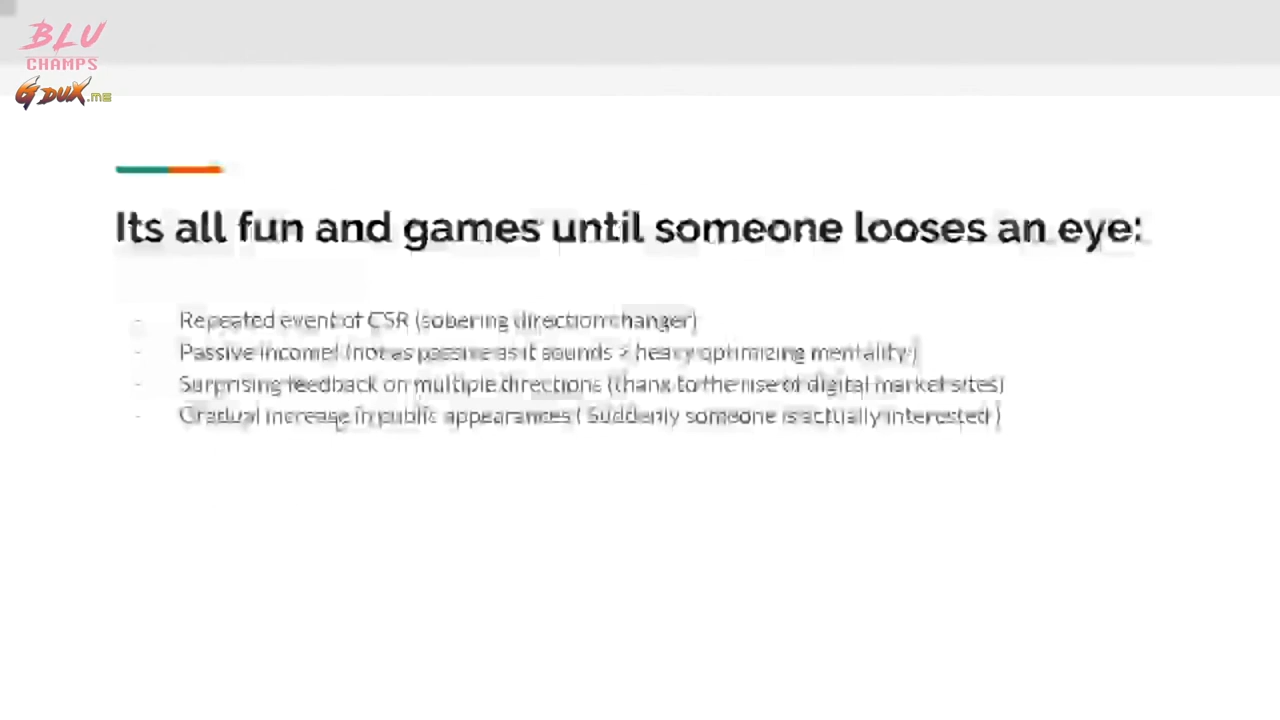 BLU
CHAMPS
G DUX.ME
Its all fun and games until someone looses an eye:
- Repeated event of CSR (sobering direction changer)
- Passive income! (not as passive as it sounds > heavy optimizing mentality)
- Surprising feedback on multiple directions (thanx to the rise of digital market sites)
- Gradual increase in public appearances ( Suddenly someone is actually interested )